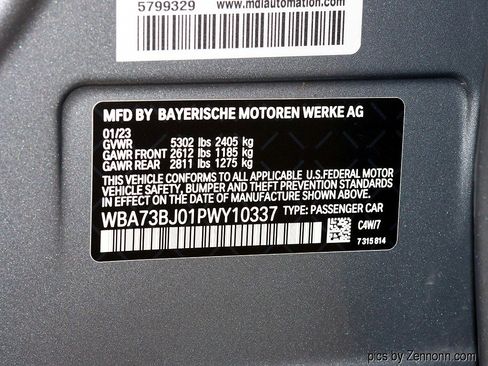 5799329 www.mdiautomation.com
MFD BY BAYERISCHE MOTOREN WERKE AG
01/23
GVWR 5302 lbs 2405 kg
GAWR FRONT 2612 lbs 1185 kg
GAWR REAR 2811 lbs 1275 kg
THIS VEHICLE CONFORMS TO ALL APPLICABLE U.S.FEDERAL MOTOR
VEHICLE SAFETY, BUMPER, AND THEFT PREVENTION STANDARDS
IN EFFECT ON THE DATE OF MANUFACTURE SHOWN ABOVE.
WBA73BJ01PWY10337 TYPE: PASSENGER CAR
C4W/7
7 315 814
pics by Zennonn.com